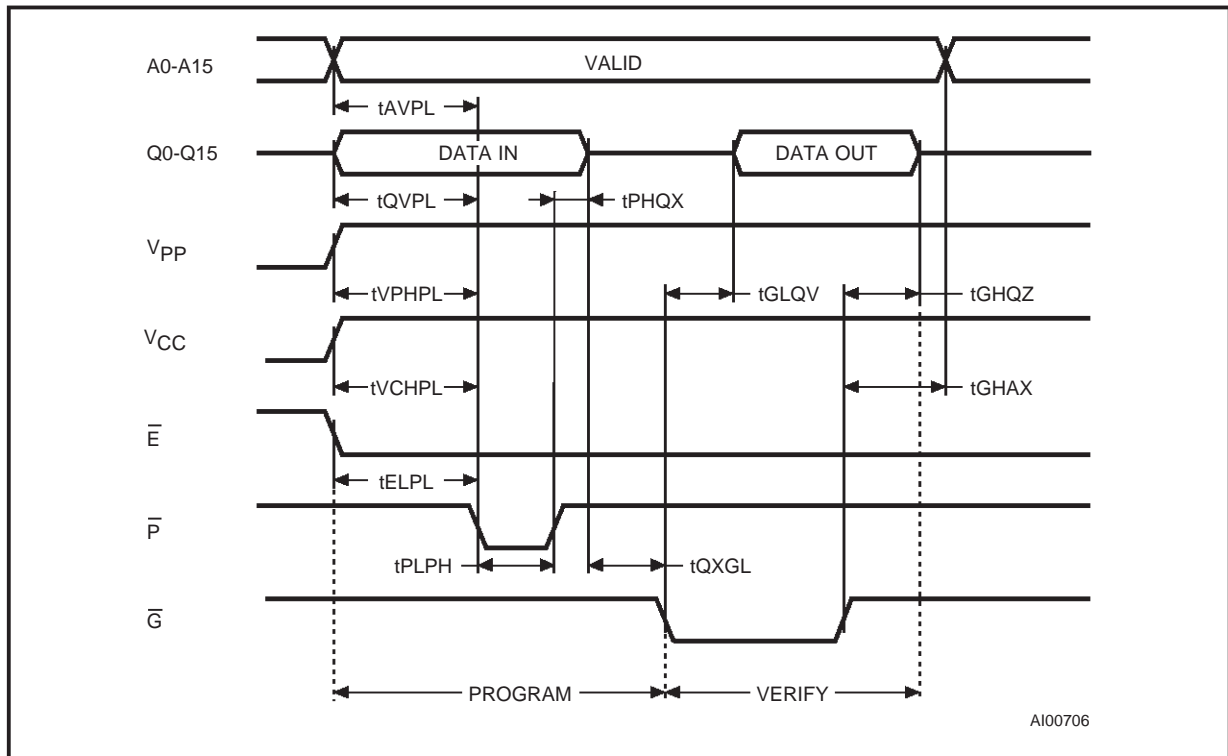 A0-A15
VALID
tAVPL
Q0-Q15
DATA IN
DATA OUT
tQVPL
tPHQX
VPP
tVPHPL
tGLQV
tGHQZ
VCC
tVCHPL
tGHAX
E̅
tELPL
P̅
tPLPH
tQXGL
G̅
PROGRAM
VERIFY
AI00706